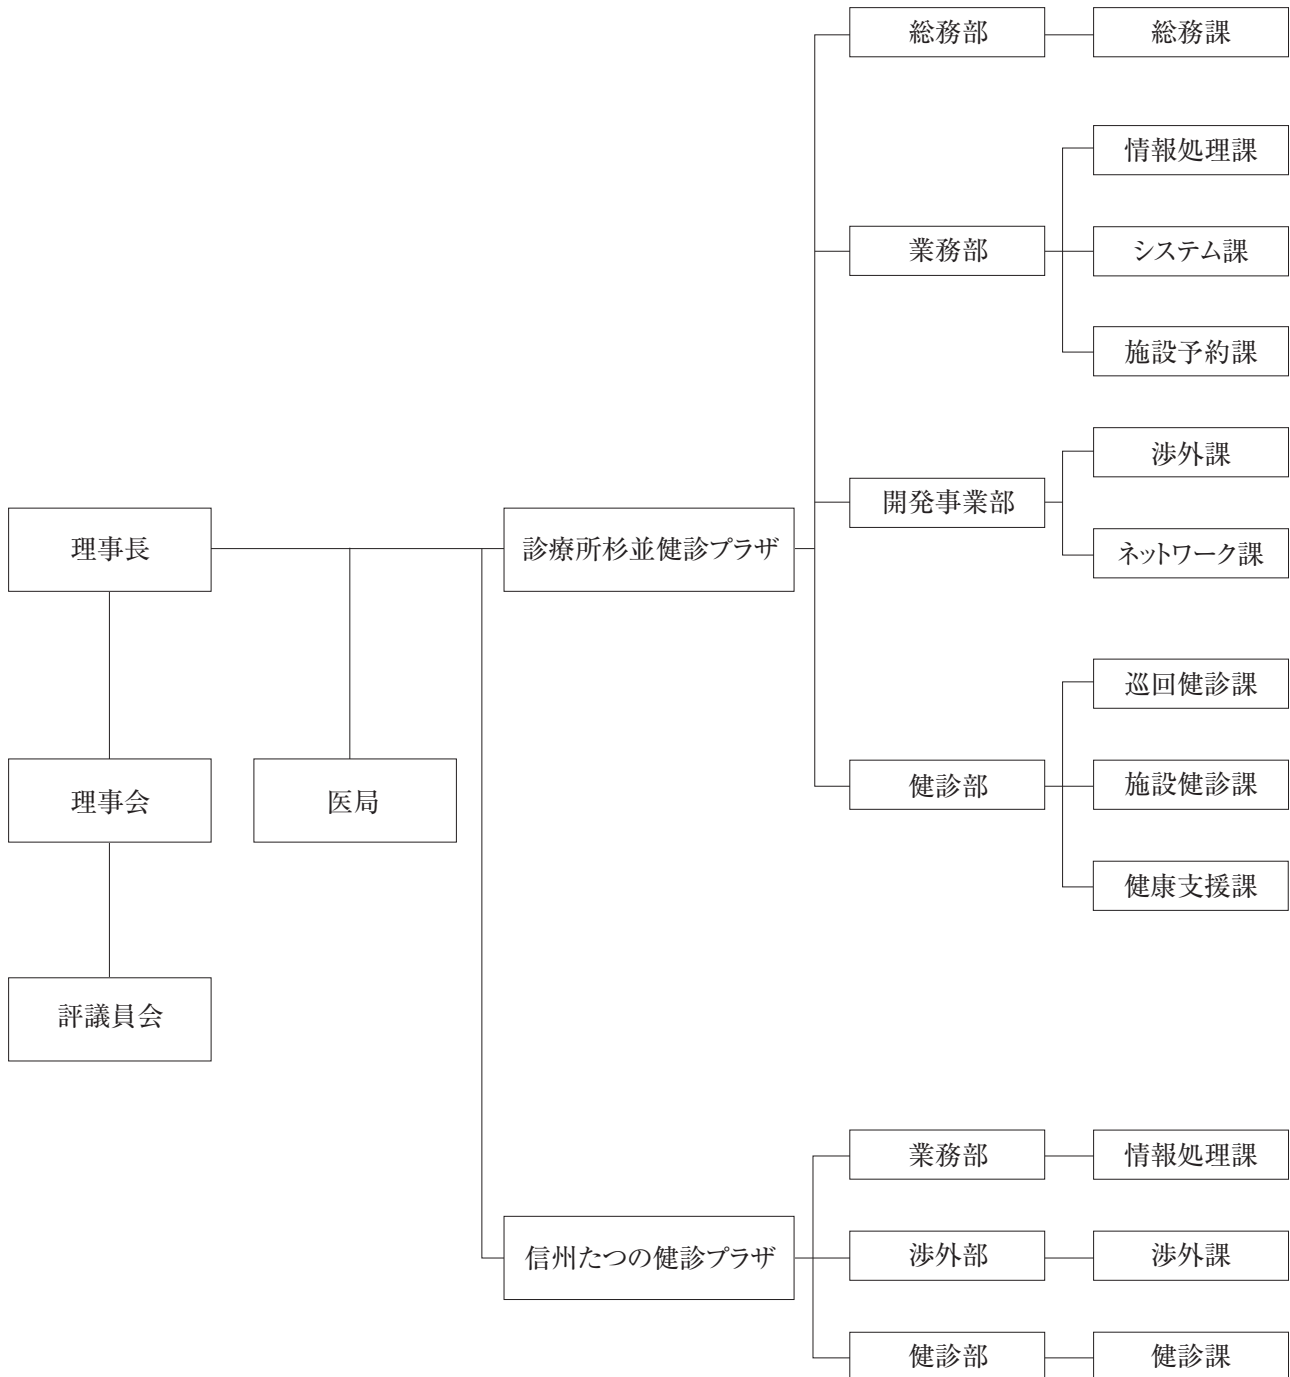 総務部
総務課
情報処理課
業務部
システム課
施設予約課
渉外課
開発事業部
ネットワーク課
理事長
診療所杉並健診プラザ
巡回健診課
理事会
医局
健診部
施設健診課
健康支援課
評議員会
業務部
情報処理課
信州たつの健診プラザ
渉外部
渉外課
健診部
健診課